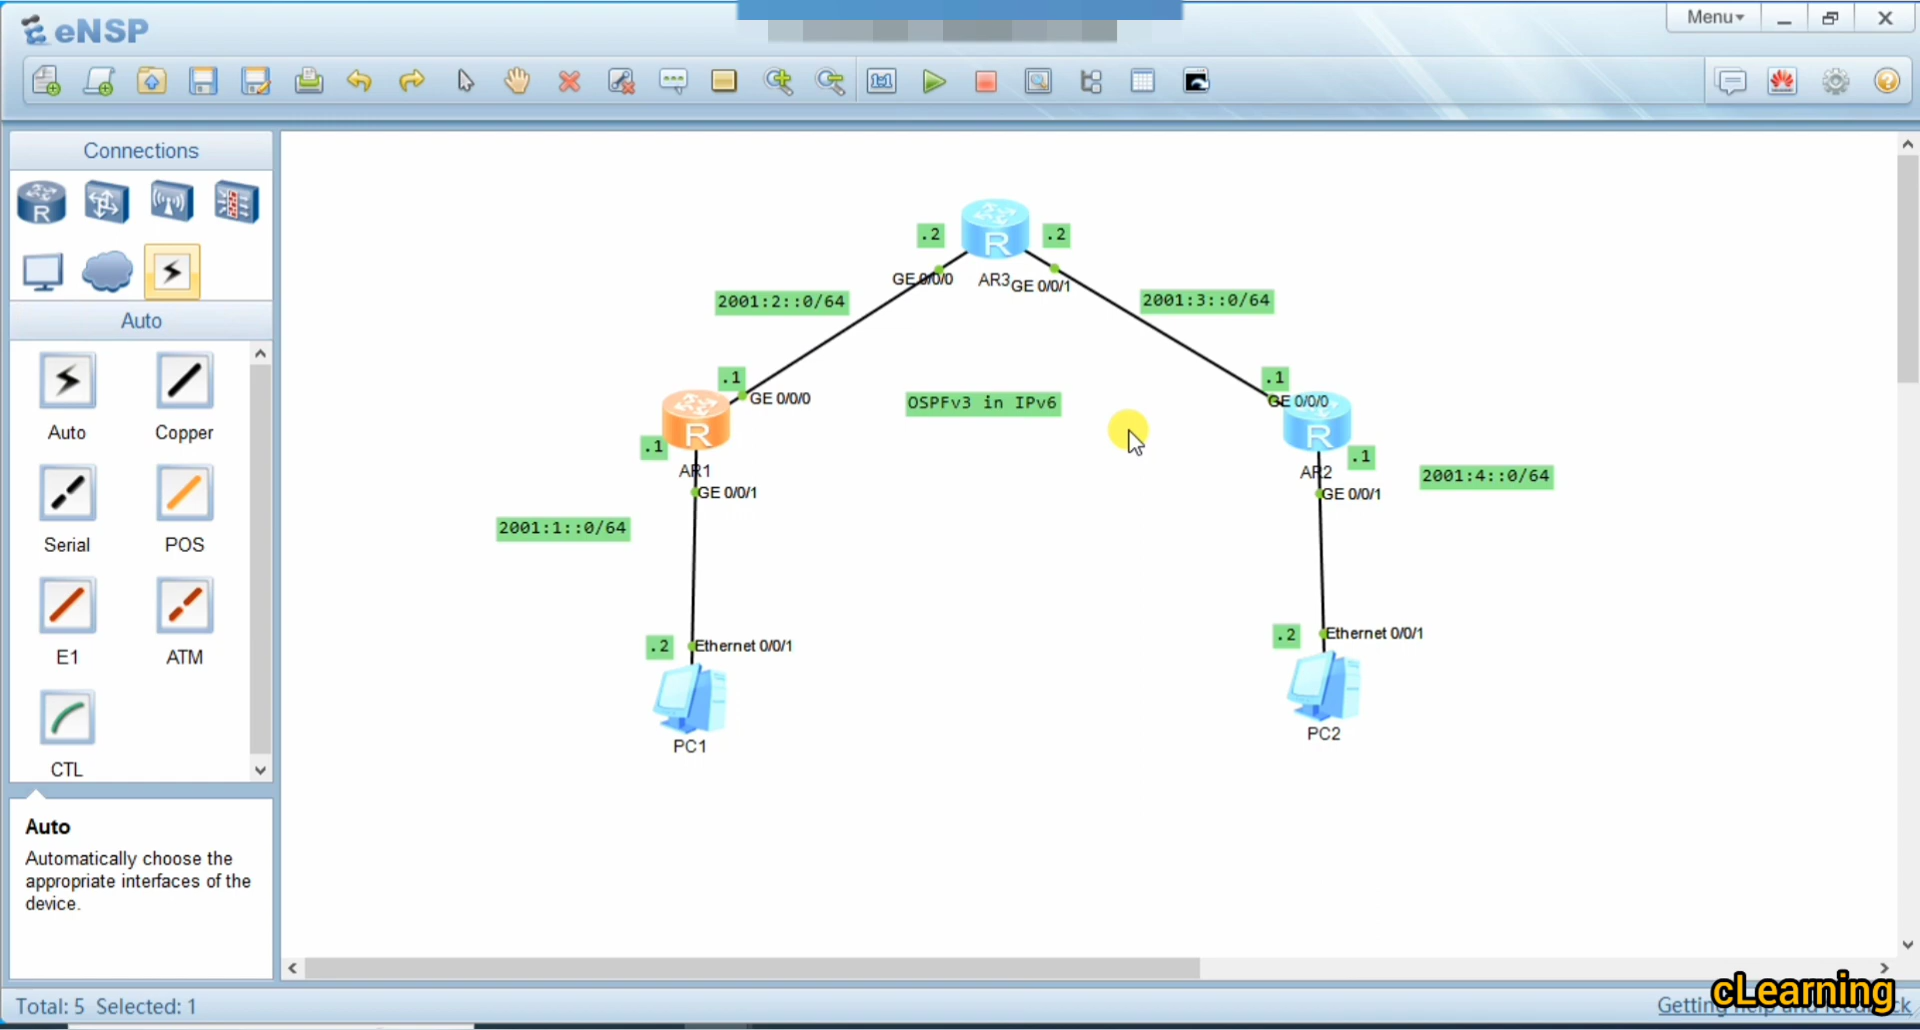 eNSP
Menu
Connections
R
Auto
Auto
Copper
Serial
POS
E1
ATM
CTL
Auto
Automatically choose the
appropriate interfaces of the
device.
.2
.2
R
GE 0/0/0
AR3
GE 0/0/1
2001:2::0/64
2001:3::0/64
.1
GE 0/0/0
OSPFv3 in IPv6
.1
GE 0/0/0
R
R
.1
AR1
.1
AR2
2001:4::0/64
GE 0/0/1
GE 0/0/1
2001:1::0/64
.2
Ethernet 0/0/1
.2
Ethernet 0/0/1
PC1
PC2
Total: 5 Selected: 1
Getting help and feedback
cLearning